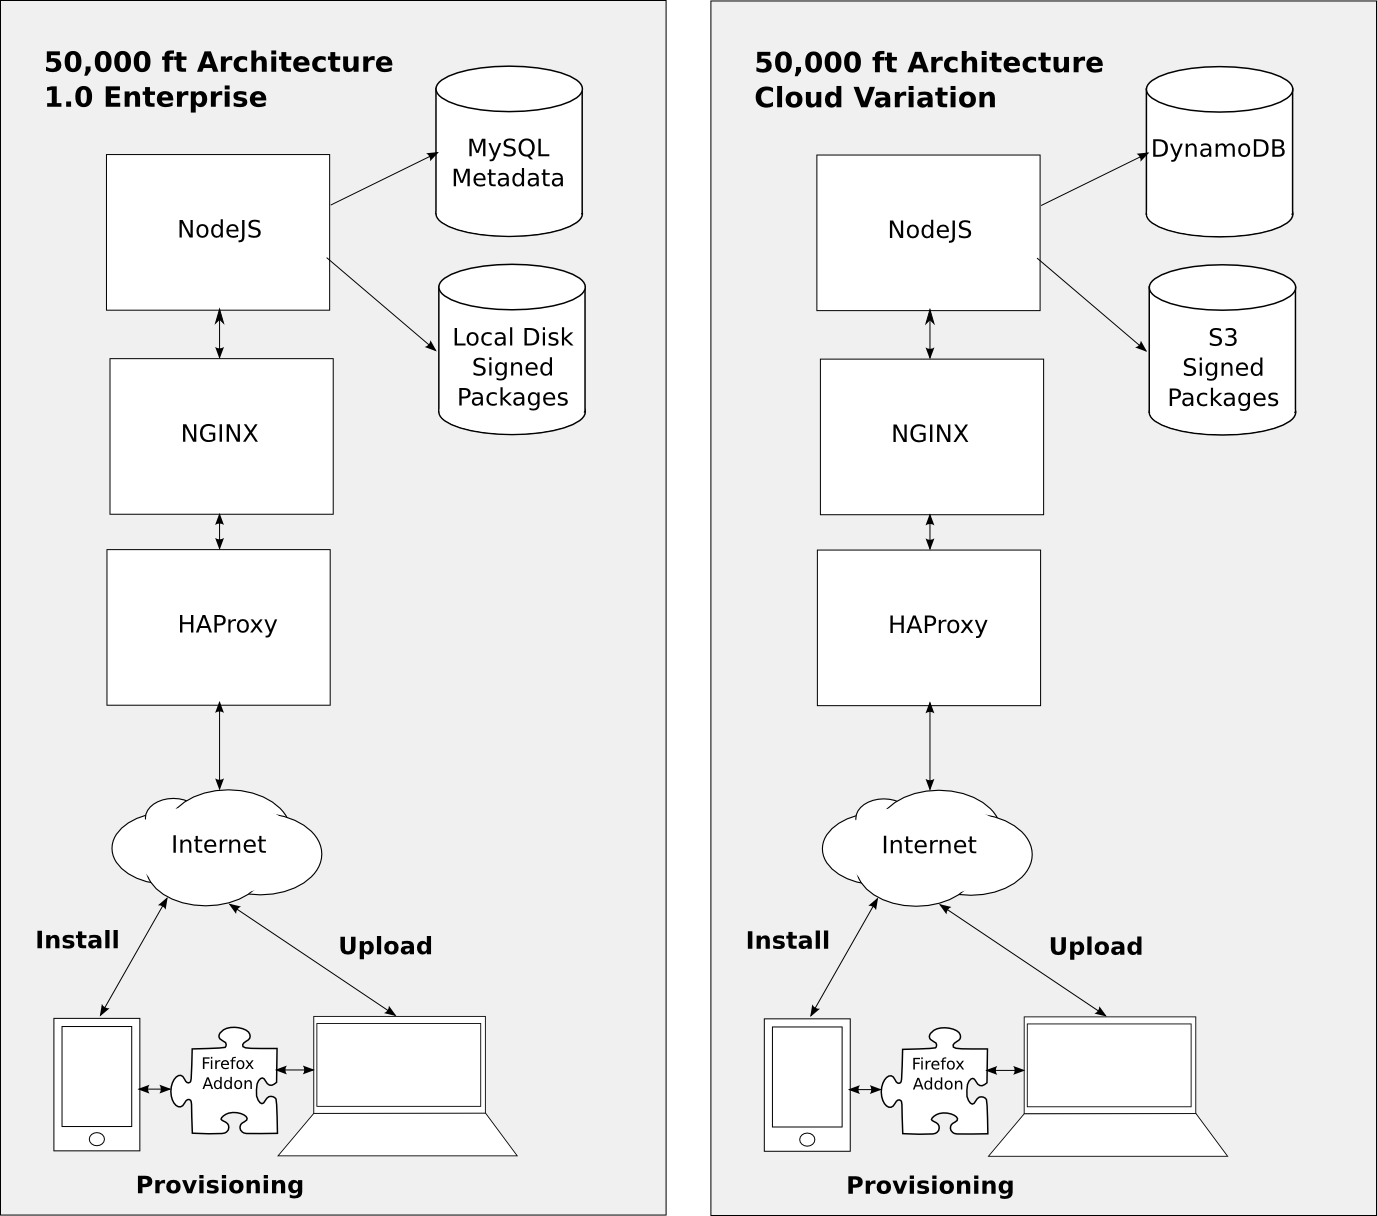 50,000 ft Architecture
1.0 Enterprise
MySQL
Metadata
NodeJS
Local Disk
Signed
Packages
NGINX
HAProxy
Internet
Install
Upload
Firefox
Addon
Provisioning
50,000 ft Architecture
Cloud Variation
DynamoDB
NodeJS
S3
Signed
Packages
NGINX
HAProxy
Internet
Install
Upload
Firefox
Addon
Provisioning